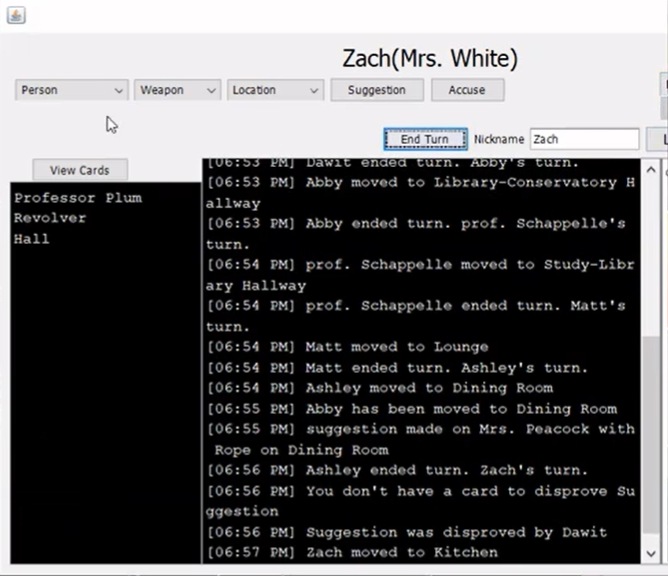 Zach(Mrs. White)
Person Weapon Location Suggestion Accuse
End Turn Nickname Zach
View Cards
Professor Plum
Revolver
Hall
[06:53 PM] Dawit ended turn. Abby's turn.
[06:53 PM] Abby moved to Library-Conservatory H
allway
[06:53 PM] Abby ended turn. prof. Schappelle's
turn.
[06:54 PM] prof. Schappelle moved to Study-Libr
ary Hallway
[06:54 PM] prof. Schappelle ended turn. Matt's
turn.
[06:54 PM] Matt moved to Lounge
[06:54 PM] Matt ended turn. Ashley's turn.
[06:54 PM] Ashley moved to Dining Room
[06:55 PM] Abby has been moved to Dining Room
[06:55 PM] suggestion made on Mrs. Peacock with
Rope on Dining Room
[06:56 PM] Ashley ended turn. Zach's turn.
[06:56 PM] You don't have a card to disprove Su
ggestion
[06:56 PM] Suggestion was disproved by Dawit
[06:57 PM] Zach moved to Kitchen